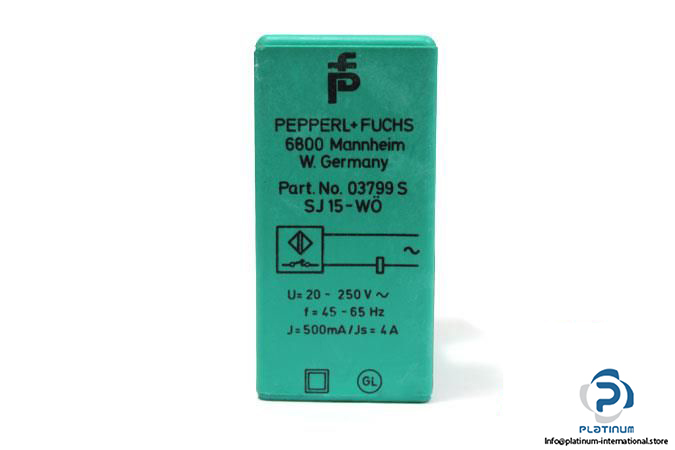 PEPPERL+FUCHS
6800 Mannheim
W. Germany
Part. No. 03799 S
SJ 15-WÖ
~
U= 20 - 250 V ~
f = 45 - 65 Hz
J = 500mA/Js = 4 A
GL
PLATINUM
Info@platinum-international.store